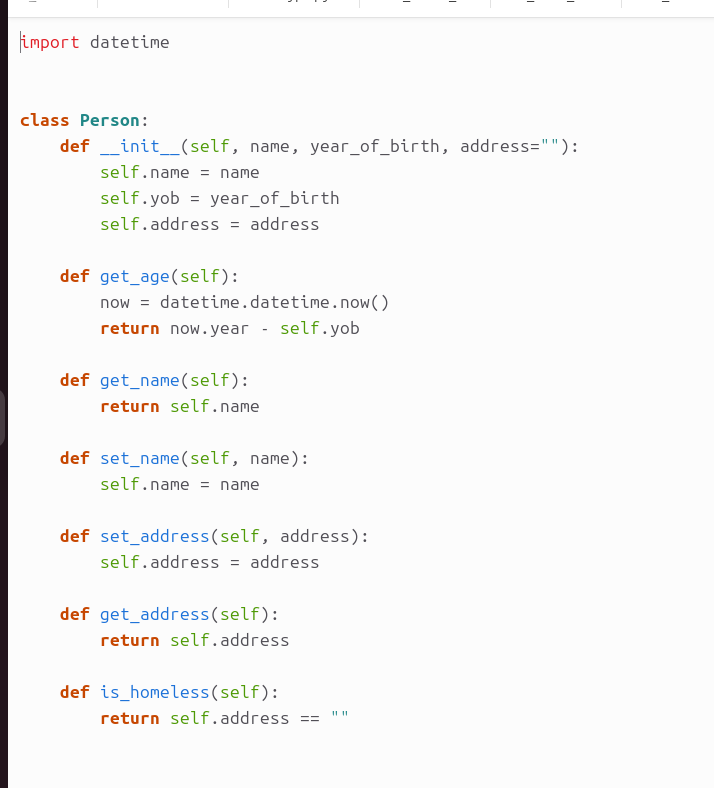 import datetime


class Person:
    def __init__(self, name, year_of_birth, address=""):
        self.name = name
        self.yob = year_of_birth
        self.address = address

    def get_age(self):
        now = datetime.datetime.now()
        return now.year - self.yob

    def get_name(self):
        return self.name

    def set_name(self, name):
        self.name = name

    def set_address(self, address):
        self.address = address

    def get_address(self):
        return self.address

    def is_homeless(self):
        return self.address == ""